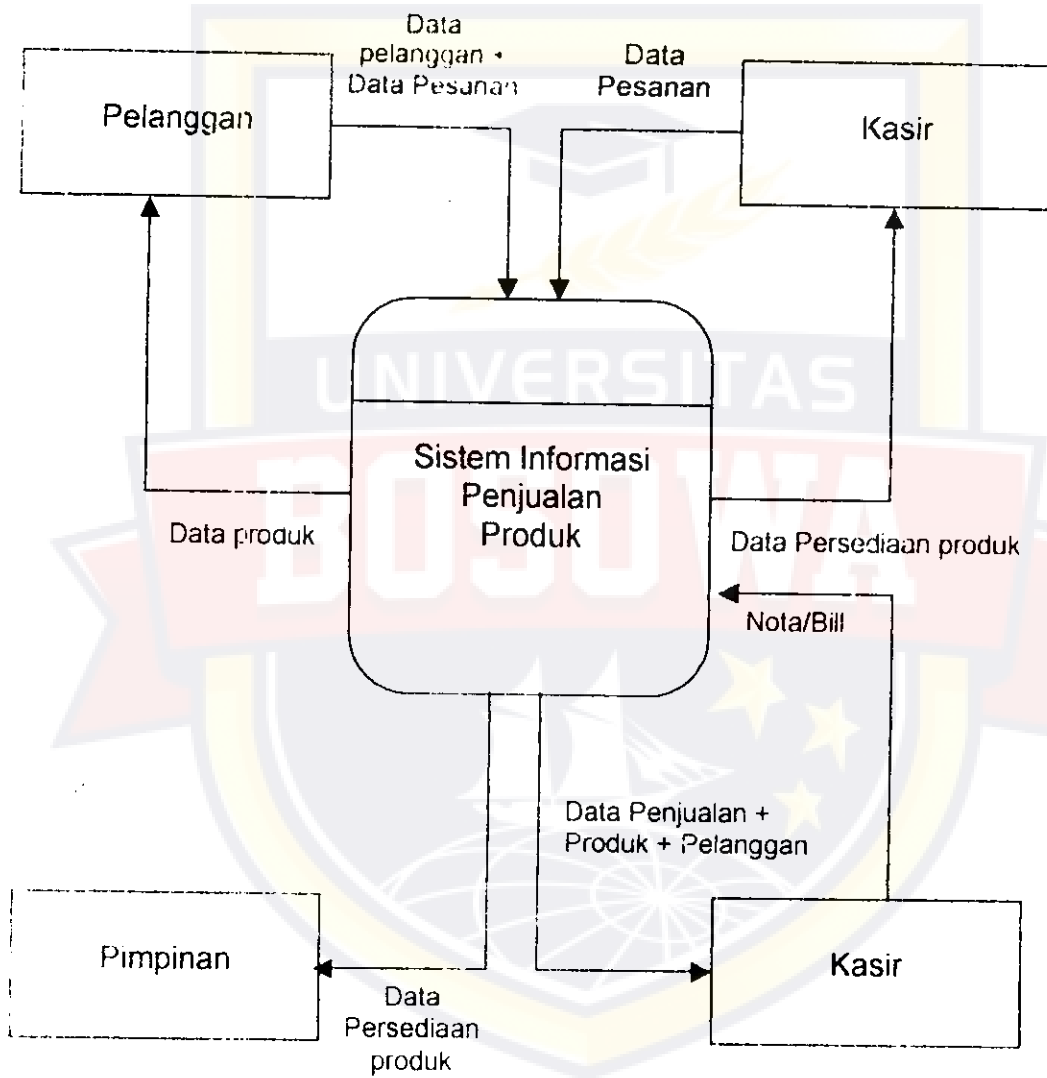 Data
pelanggan +
Data Pesanan
Data
Pesanan
Pelanggan
Kasir
UNIVERSITAS
BOSOWA
Sistem Informasi
Penjualan
Produk
Data produk
Data Persediaan produk
Nota/Bill
Data Penjualan +
Produk + Pelanggan
Pimpinan
Kasir
Data
Persediaan
produk